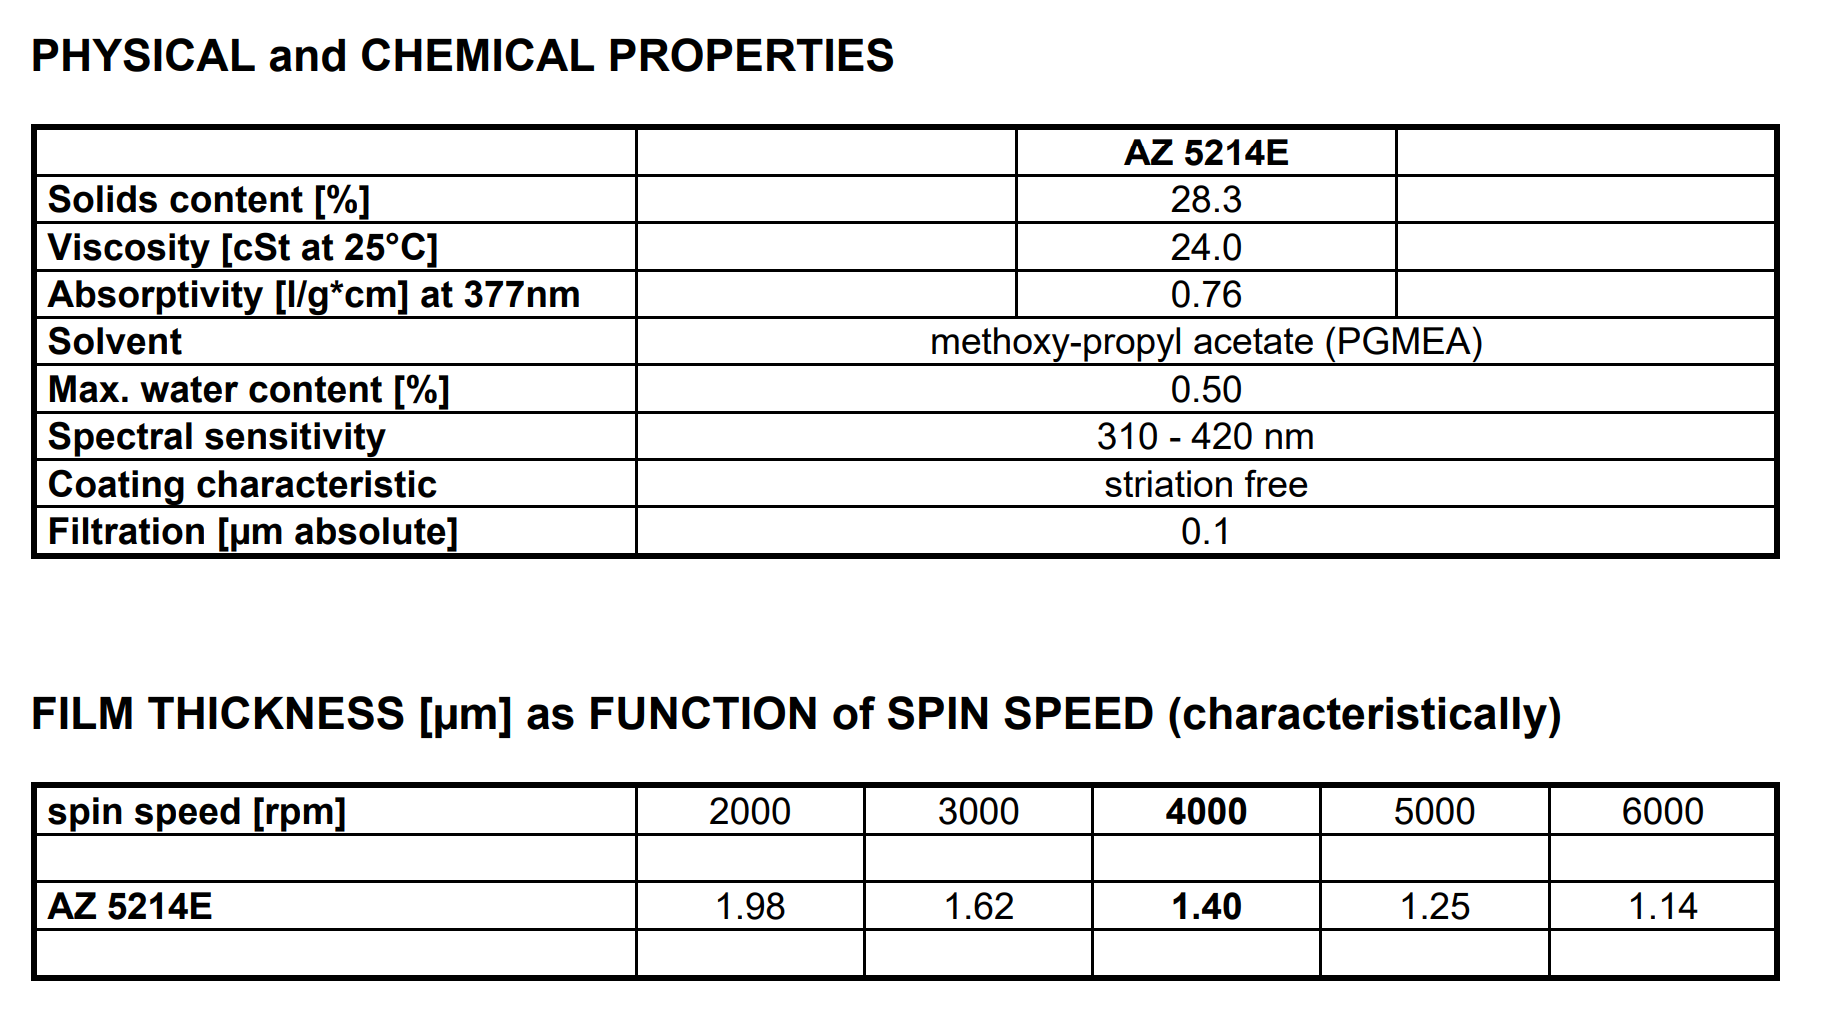 PHYSICAL and CHEMICAL PROPERTIES
AZ 5214E
Solids content [%] 28.3
Viscosity [cSt at 25°C] 24.0
Absorptivity [l/g*cm] at 377nm 0.76
Solvent methoxy-propyl acetate (PGMEA)
Max. water content [%] 0.50
Spectral sensitivity 310 - 420 nm
Coating characteristic striation free
Filtration [µm absolute] 0.1
FILM THICKNESS [µm] as FUNCTION of SPIN SPEED (characteristically)
spin speed [rpm] 2000 3000 4000 5000 6000
AZ 5214E 1.98 1.62 1.40 1.25 1.14